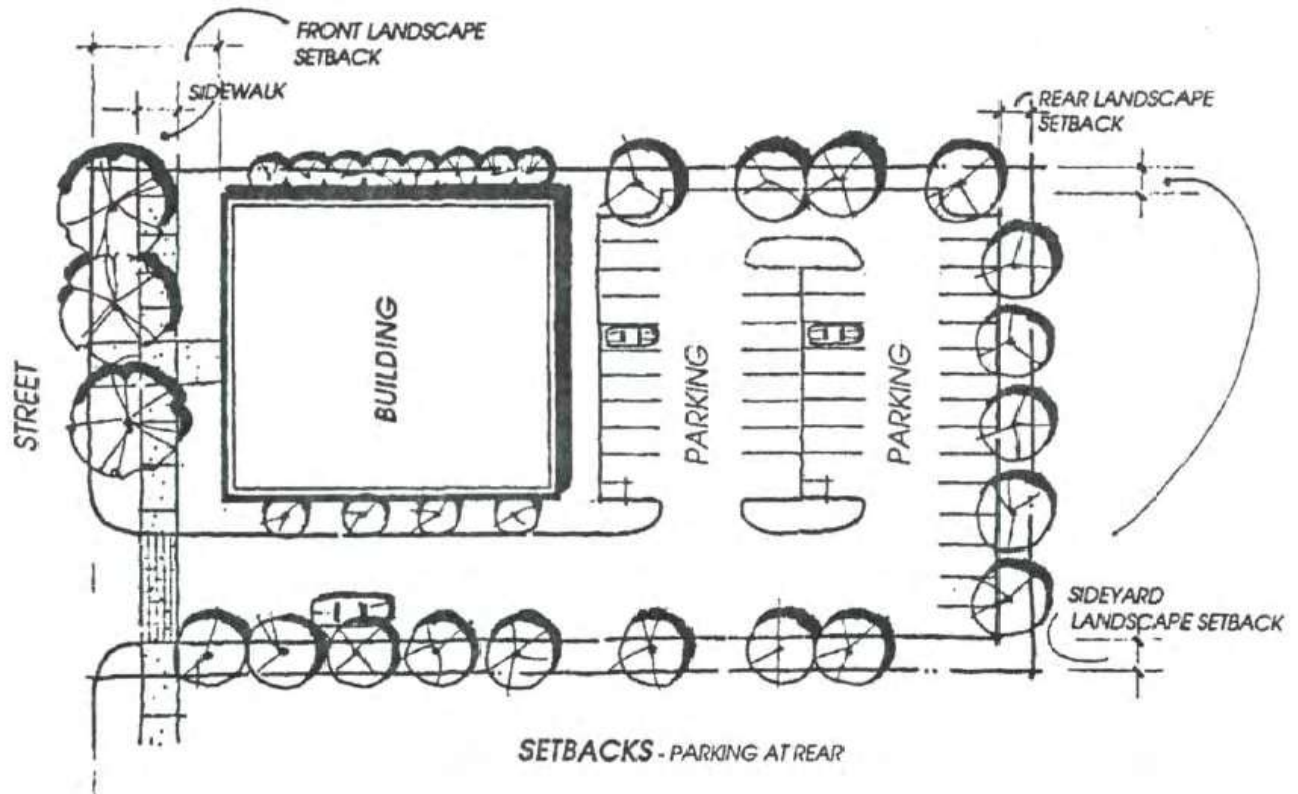 FRONT LANDSCAPE
SETBACK
SIDEWALK
REAR LANDSCAPE
SETBACK
STREET
BUILDING
PARKING
PARKING
SIDEYARD
LANDSCAPE SETBACK
SETBACKS - PARKING AT REAR